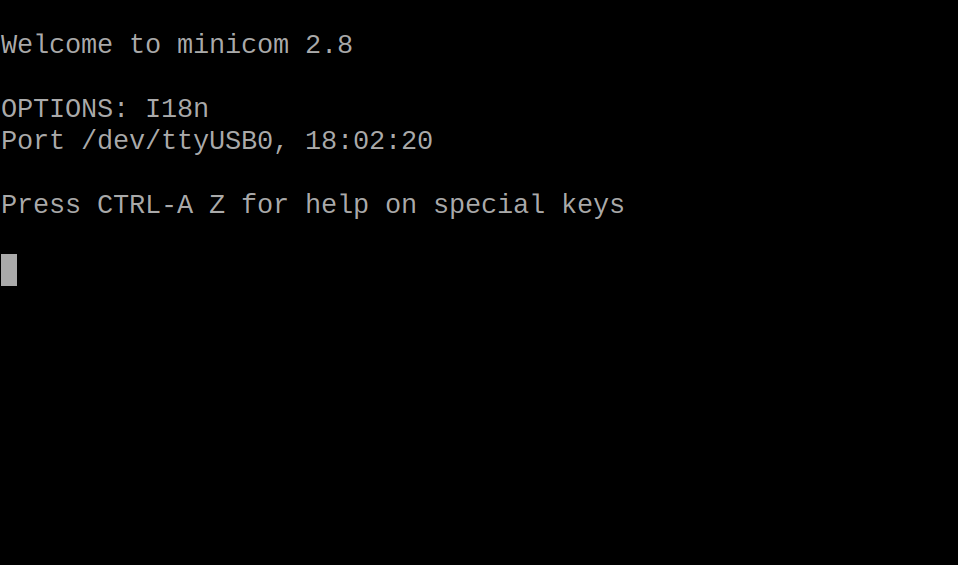 Welcome to minicom 2.8
OPTIONS: I18n
Port /dev/ttyUSB0, 18:02:20
Press CTRL-A Z for help on special keys